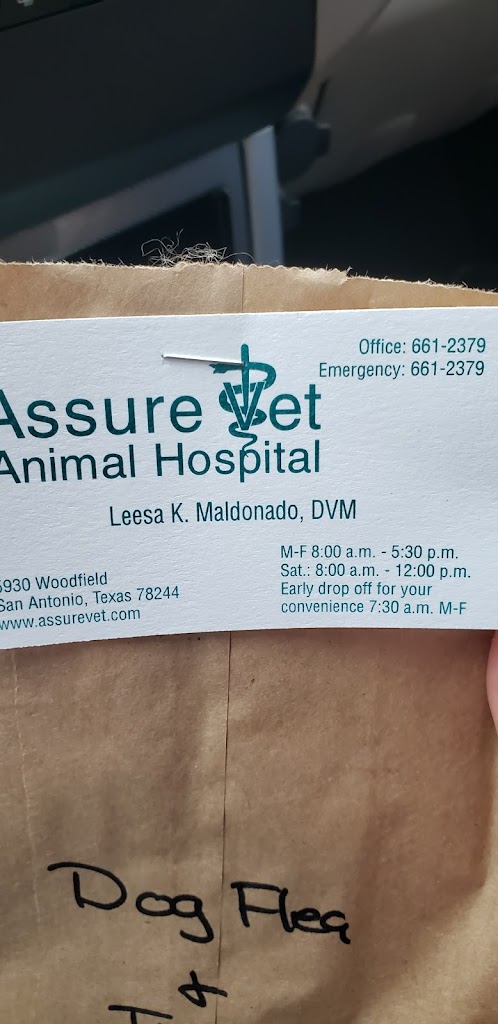 Office: 661-2379
Emergency: 661-2379
Assure Vet
Animal Hospital
Leesa K. Maldonado, DVM
5930 Woodfield
San Antonio, Texas 78244
www.assurevet.com
M-F 8:00 a.m. - 5:30 p.m.
Sat.: 8:00 a.m. - 12:00 p.m.
Early drop off for your
convenience 7:30 a.m. M-F
Dog Flea
&